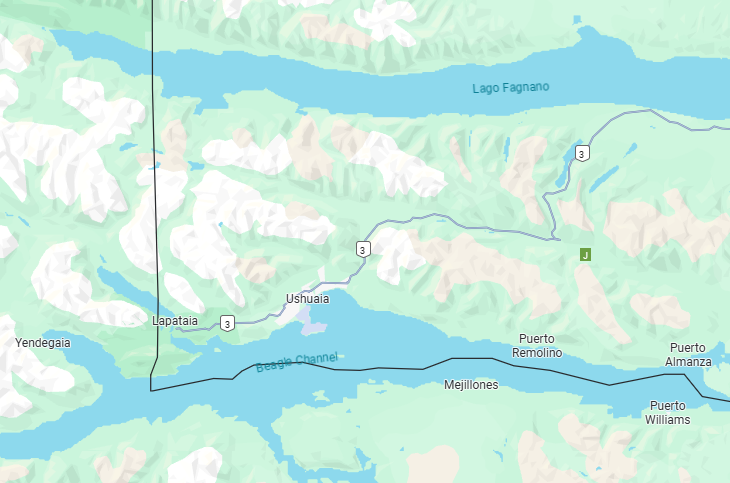 Lago Fagnano
3
J
3
Ushuaia
Lapataia
3
Yendegaia
Puerto
Remolino
Puerto
Almanza
Beagle Channel
Mejillones
Puerto
Williams